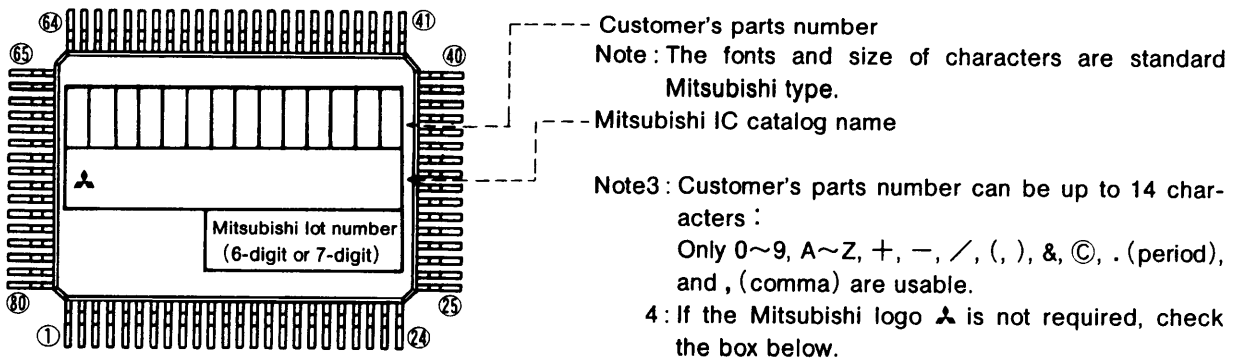 64 41
65 40
Customer's parts number
Note : The fonts and size of characters are standard
Mitsubishi type.
Mitsubishi IC catalog name
Mitsubishi lot number
(6-digit or 7-digit)
80 25
1 24
Note3 : Customer's parts number can be up to 14 char-
acters :
Only 0~9, A~Z, +, −, /, (, ), &, ©, . (period),
and , (comma) are usable.
4 : If the Mitsubishi logo is not required, check
the box below.